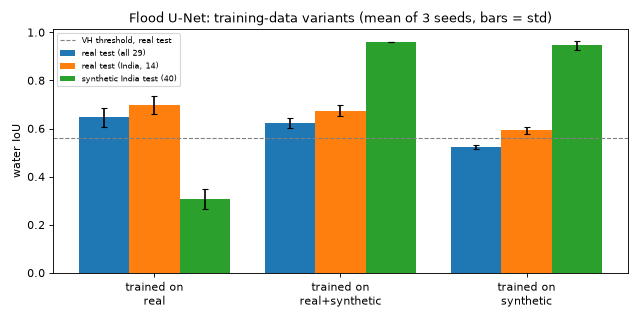 Flood U-Net: training-data variants (mean of 3 seeds, bars = std)
VH threshold, real test
real test (all 29)
real test (India, 14)
synthetic India test (40)
water IoU
1.0
0.8
0.6
0.4
0.2
0.0
trained on
real
trained on
real+synthetic
trained on
synthetic